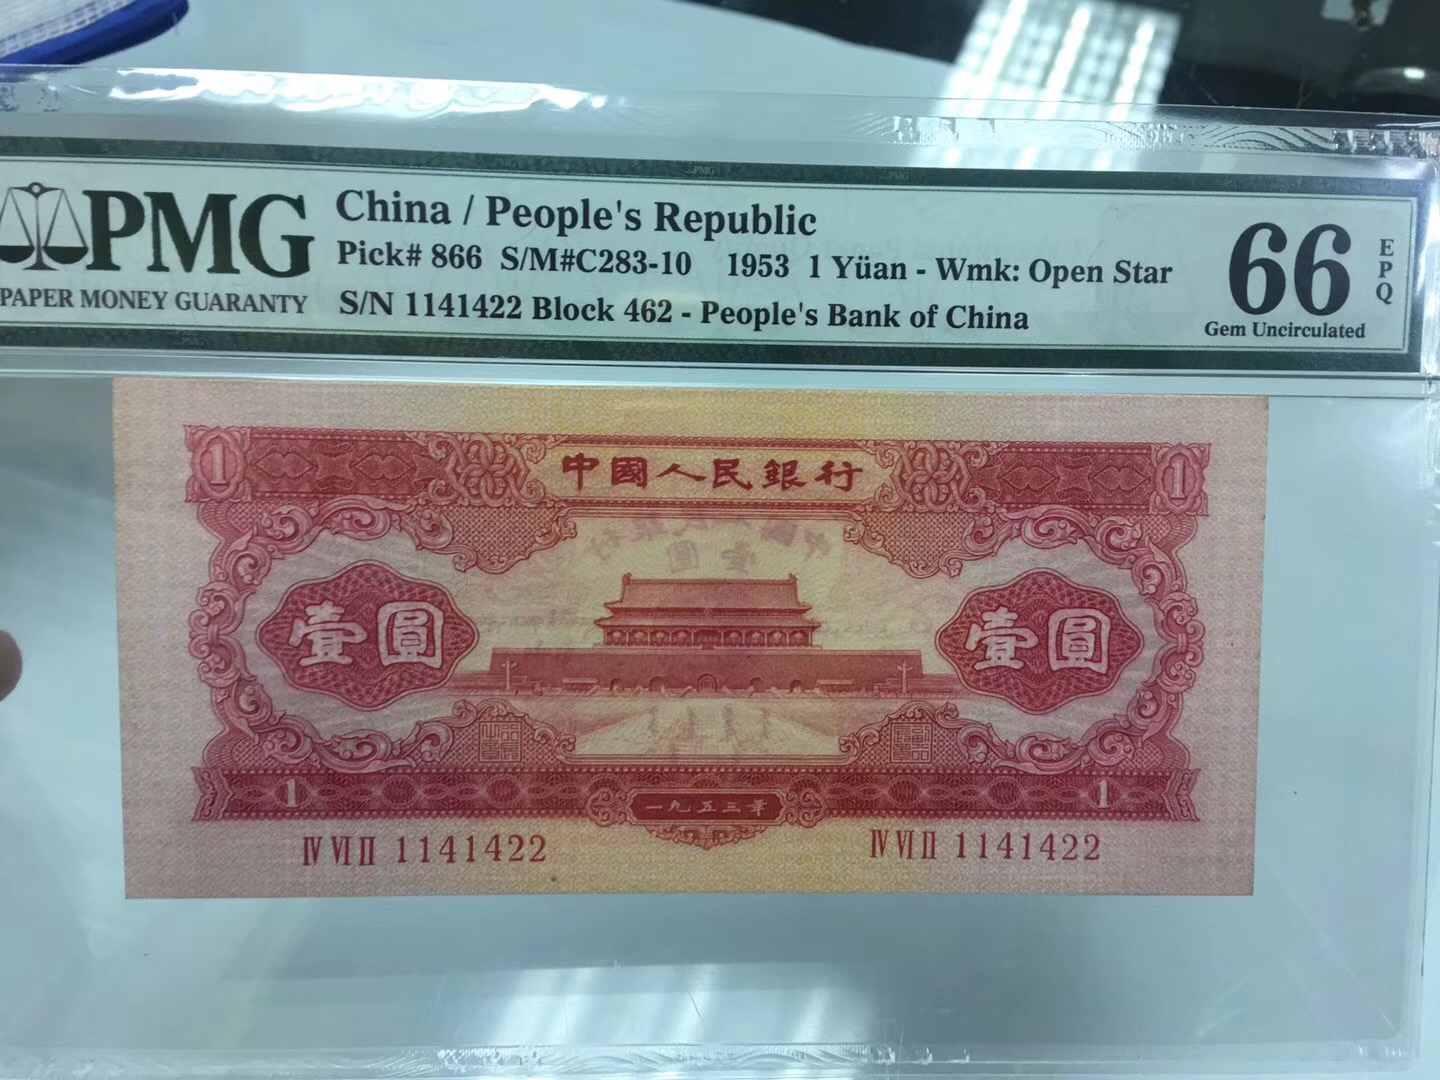 PMG
PAPER MONEY GUARANTY
China / People's Republic
Pick# 866 S/M#C283-10 1953 1 Yüan - Wmk: Open Star
S/N 1141422 Block 462 - People's Bank of China
66
EPQ
Gem Uncirculated
1 中國人民銀行 1
壹圓 壹圓
1 一九五三年 1
IV VI II 1141422 IV VI II 1141422